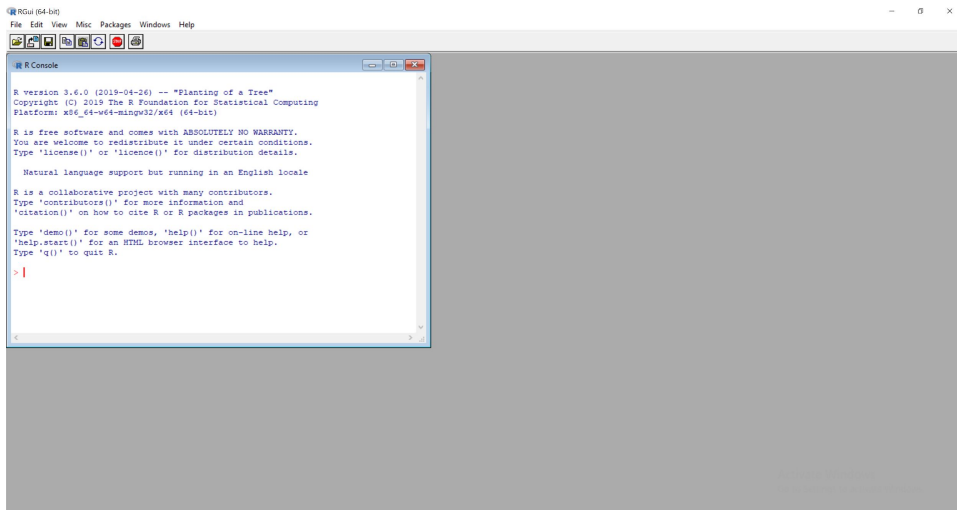 RGui (64-bit)
File Edit View Misc Packages Windows Help
R Console
R version 3.6.0 (2019-04-26) -- "Planting of a Tree"
Copyright (C) 2019 The R Foundation for Statistical Computing
Platform: x86_64-w64-mingw32/x64 (64-bit)
R is free software and comes with ABSOLUTELY NO WARRANTY.
You are welcome to redistribute it under certain conditions.
Type 'license()' or 'licence()' for distribution details.
Natural language support but running in an English locale
R is a collaborative project with many contributors.
Type 'contributors()' for more information and
'citation()' on how to cite R or R packages in publications.
Type 'demo()' for some demos, 'help()' for on-line help, or
'help.start()' for an HTML browser interface to help.
Type 'q()' to quit R.
>